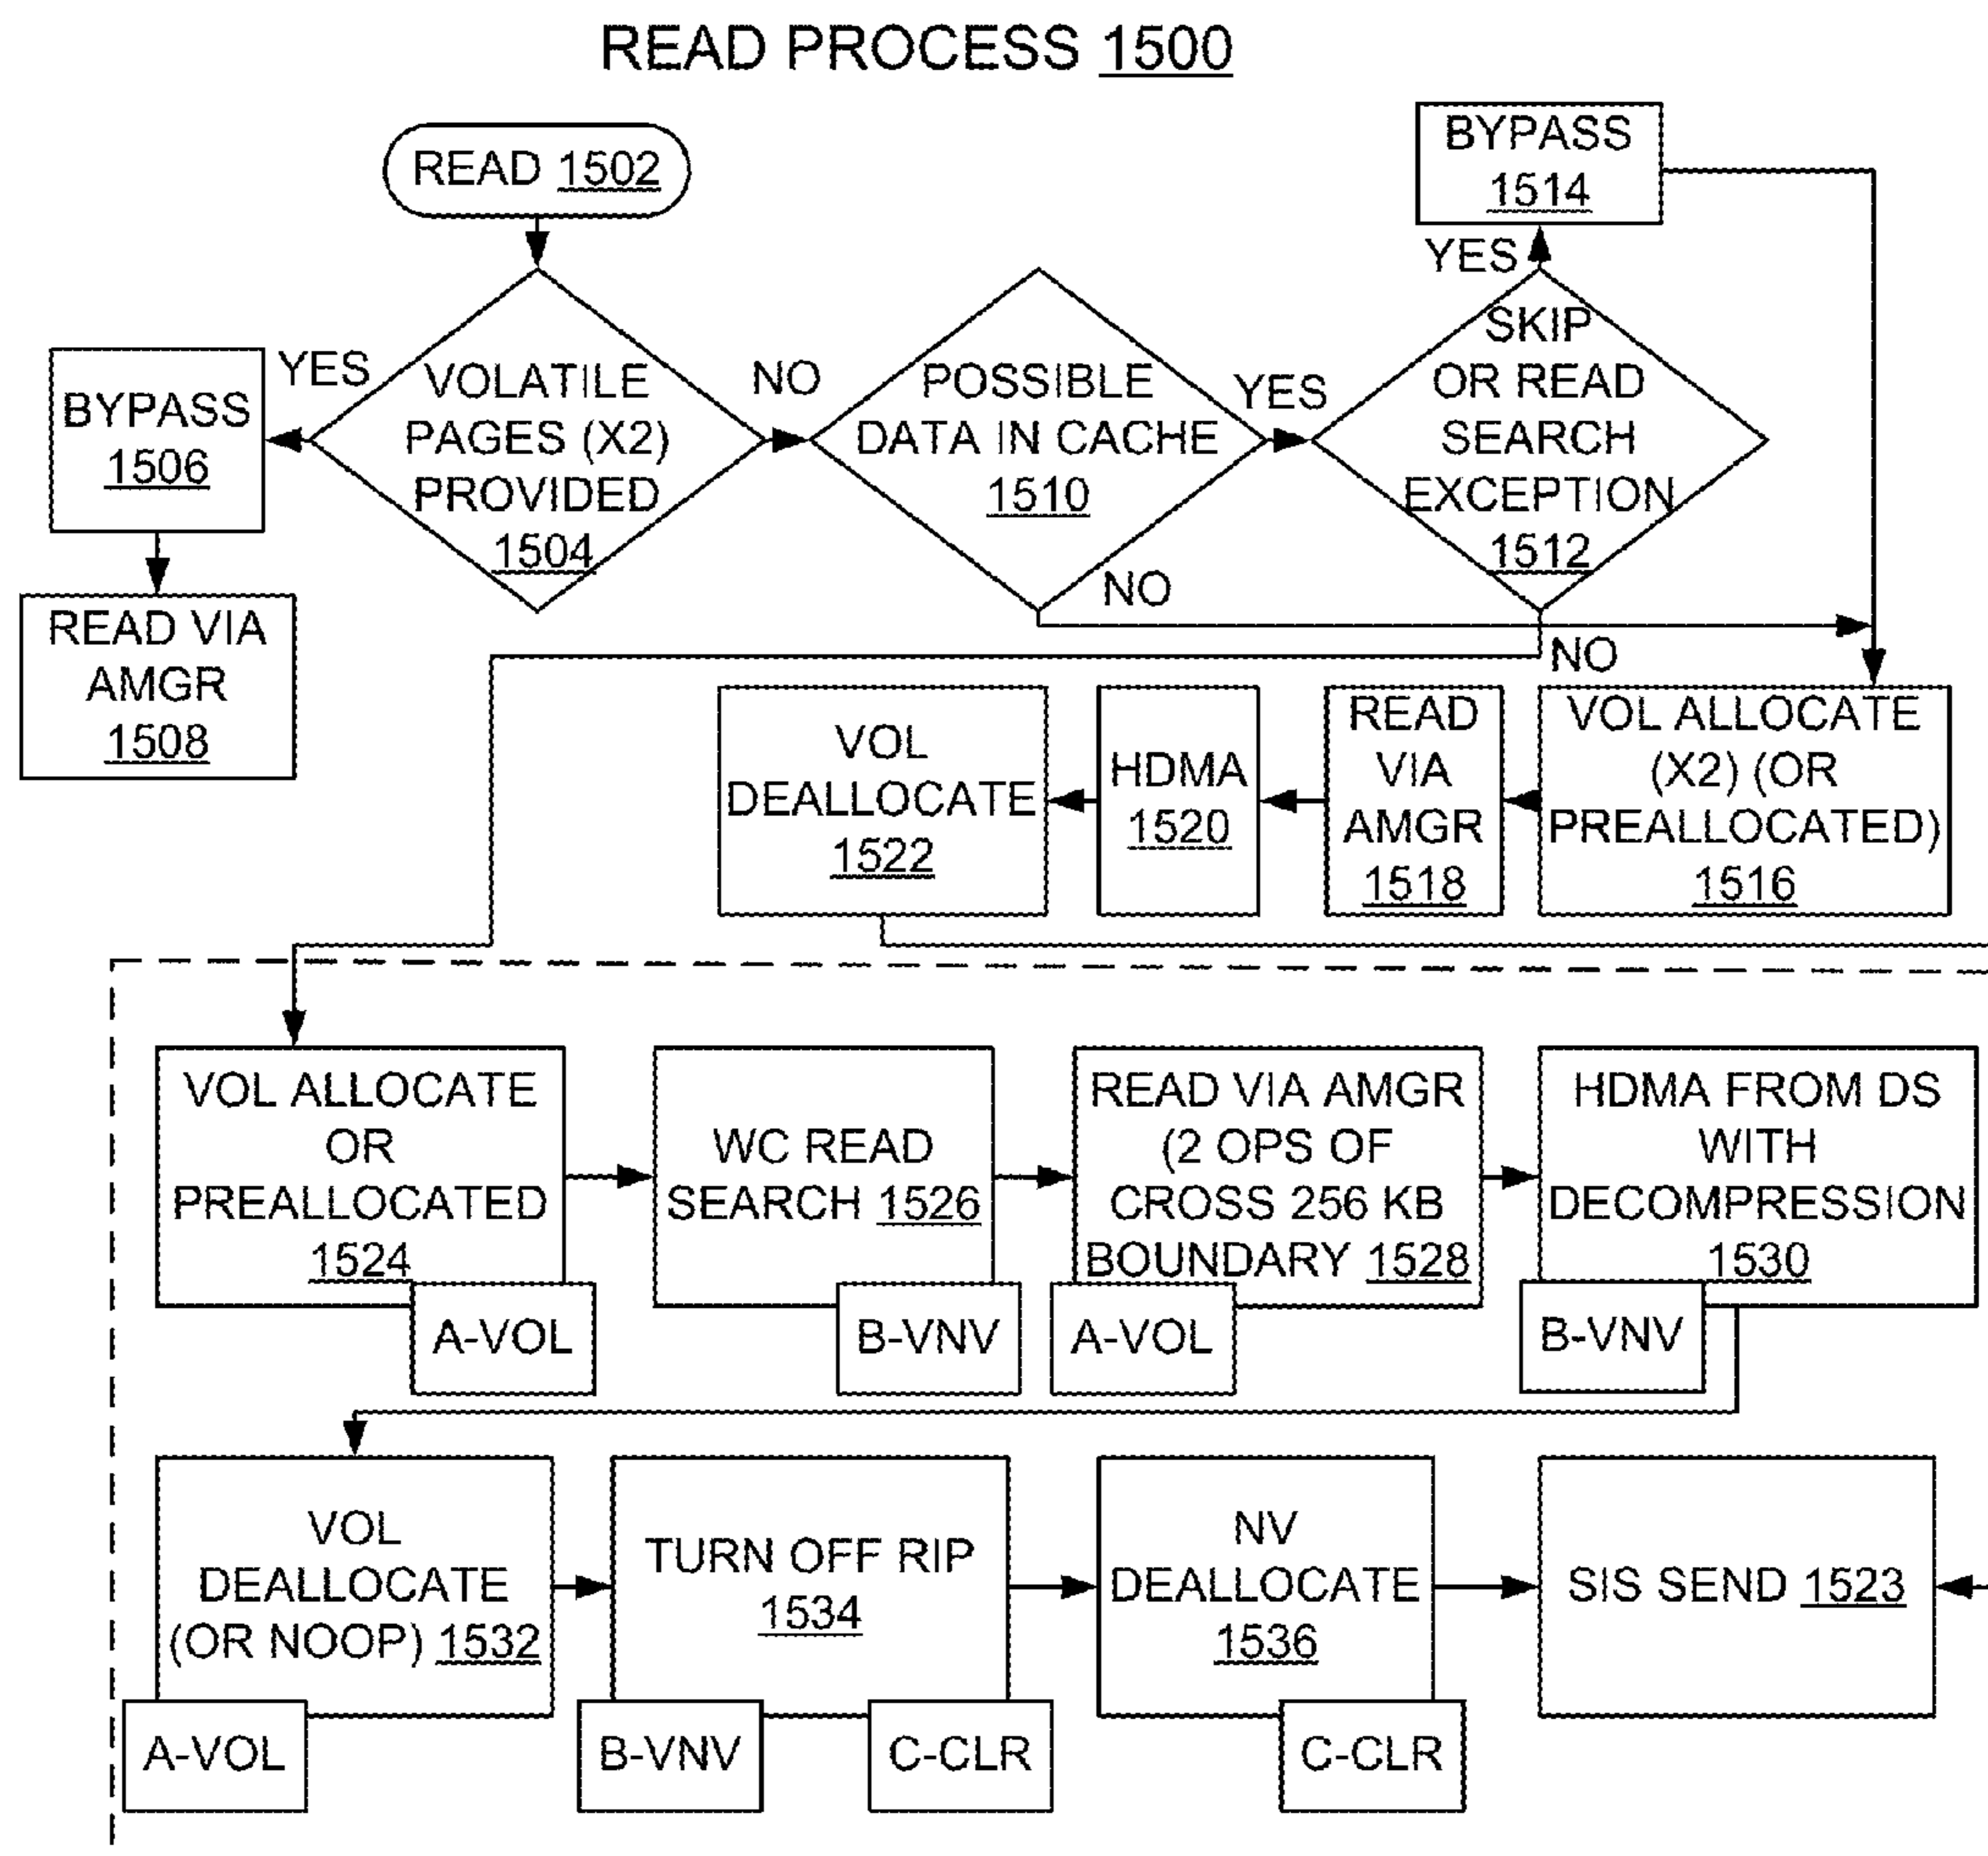 READ PROCESS 1500
READ 1502
BYPASS
1514
YES
SKIP
OR READ
SEARCH
EXCEPTION
1512
YES
VOLATILE
PAGES (X2)
PROVIDED
1504
NO
POSSIBLE
DATA IN CACHE
1510
YES
BYPASS
1506
NO
NO
READ VIA
AMGR
1508
VOL
DEALLOCATE
1522
HDMA
1520
READ
VIA
AMGR
1518
VOL ALLOCATE
(X2) (OR
PREALLOCATED)
1516
VOL ALLOCATE
OR
PREALLOCATED
1524
A-VOL
WC READ
SEARCH 1526
B-VNV
READ VIA AMGR
(2 OPS OF
CROSS 256 KB
BOUNDARY 1528
A-VOL
HDMA FROM DS
WITH
DECOMPRESSION
1530
B-VNV
VOL
DEALLOCATE
(OR NOOP) 1532
A-VOL
TURN OFF RIP
1534
B-VNV
C-CLR
NV
DEALLOCATE
1536
C-CLR
SIS SEND 1523